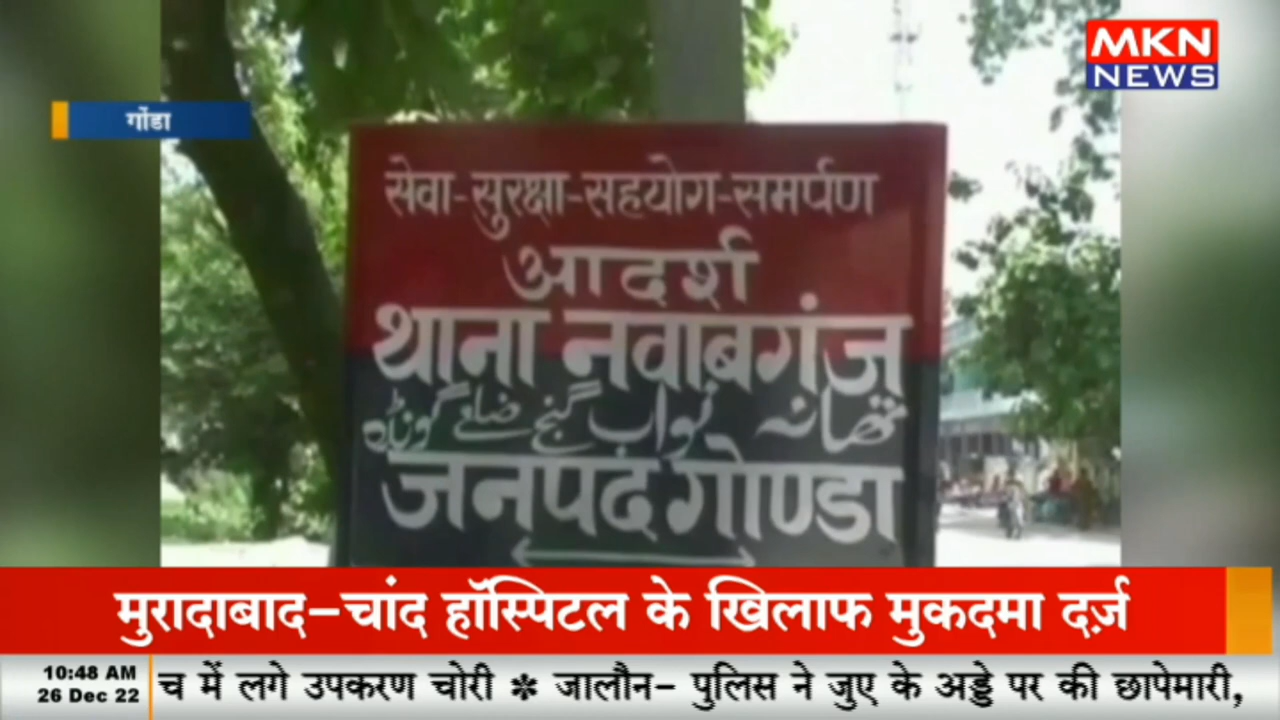 MKN
NEWS
गोंडा
सेवा-सुरक्षा-सहयोग-समर्पण
आदर्श
थाना नवाबगंज
تھانہ نواب گنج ضلع گونڈہ
जनपद गोण्डा
मुरादाबाद-चांद हॉस्पिटल के खिलाफ मुकदमा दर्ज़
10:48 AM
26 Dec 22
च में लगे उपकरण चोरी * जालौन- पुलिस ने जुए के अड्डे पर की छापेमारी,